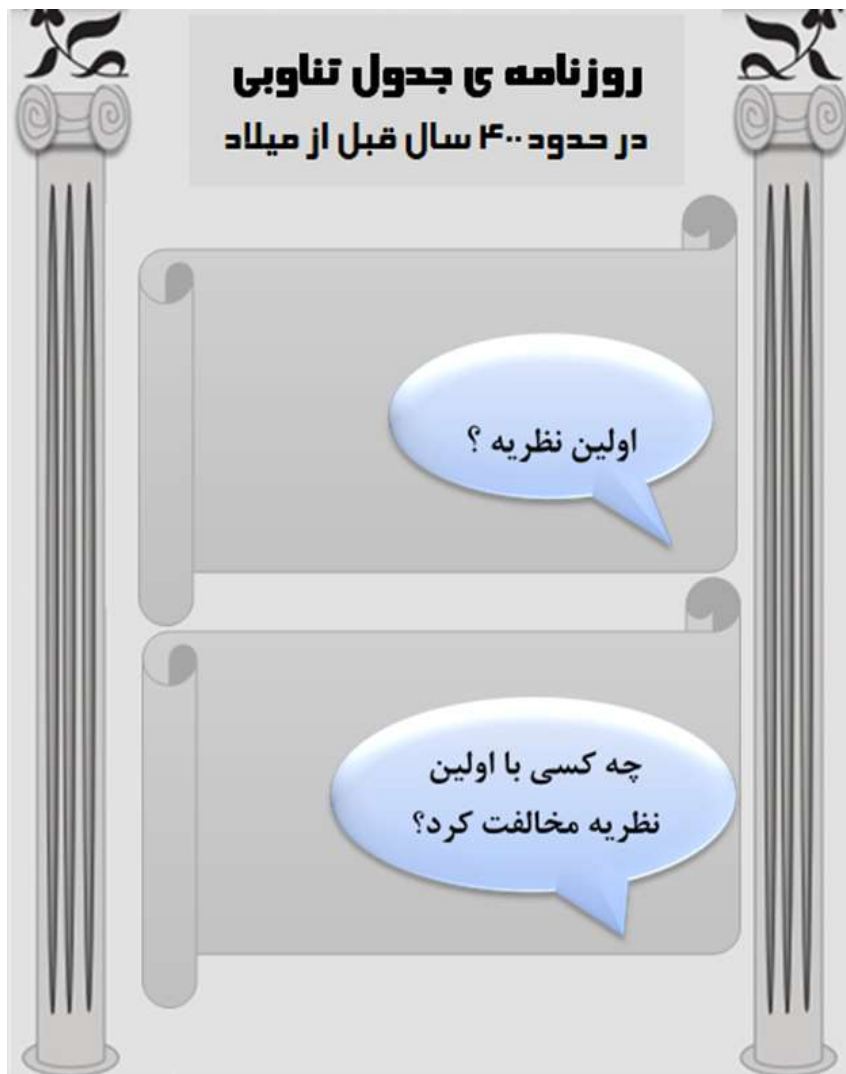 روزنامه ی جدول تناوبی
در حدود ۴۰۰ سال قبل از میلاد
اولین نظریه ؟
چه کسی با اولین
نظریه مخالفت کرد؟